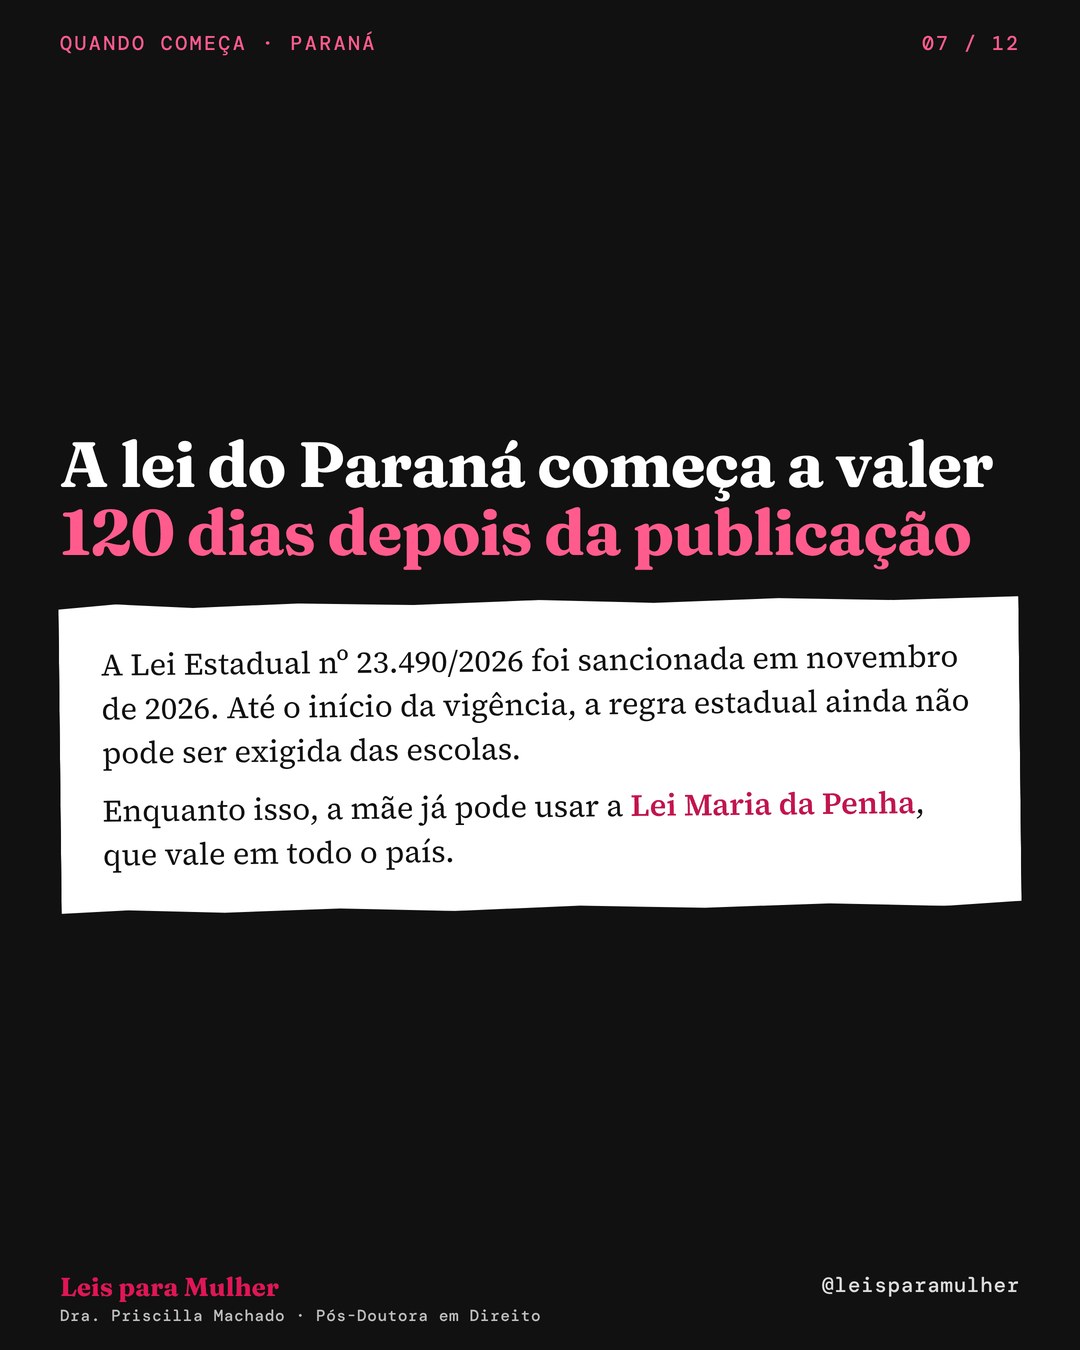 QUANDO COMEÇA · PARANÁ
07 / 12
A lei do Paraná começa a valer
120 dias depois da publicação
A Lei Estadual nº 23.490/2026 foi sancionada em novembro
de 2026. Até o início da vigência, a regra estadual ainda não
pode ser exigida das escolas.
Enquanto isso, a mãe já pode usar a Lei Maria da Penha,
que vale em todo o país.
Leis para Mulher
@leisparamulher
Dra. Priscilla Machado · Pós-Doutora em Direito